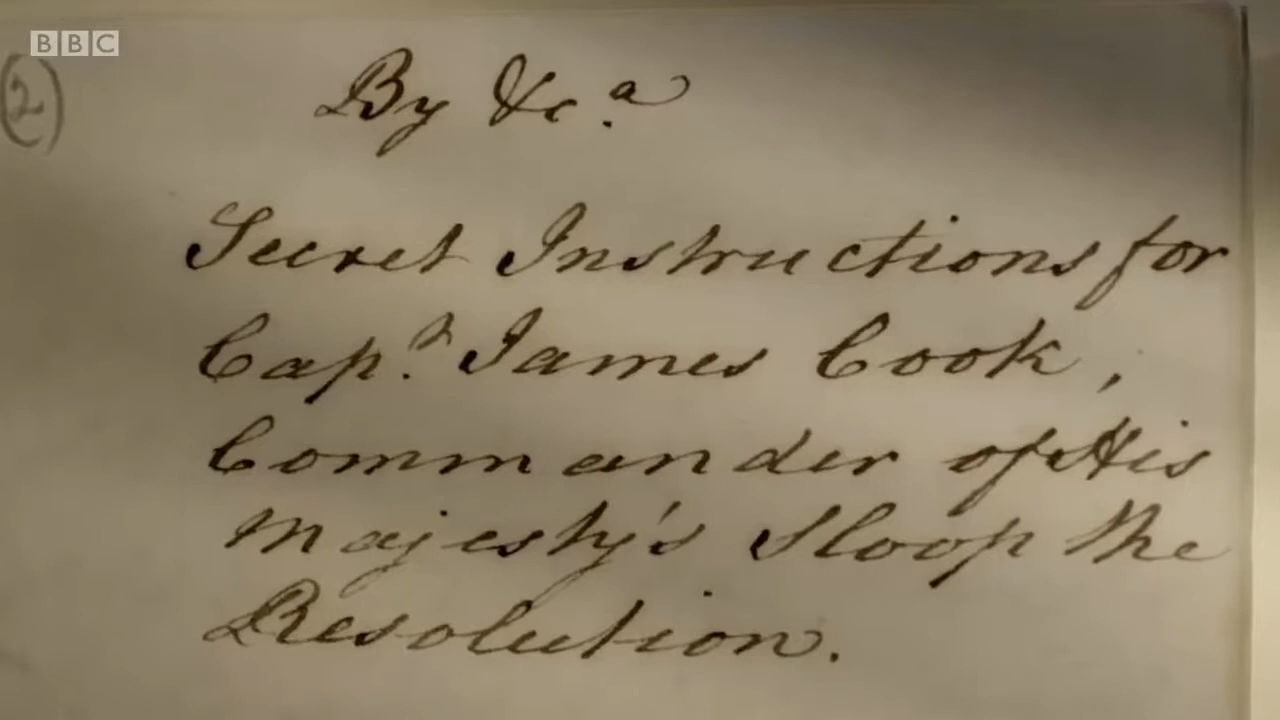 BBC
(2)
By &c.ª
Secret Instructions for
Capᵗ. James Cook,
Commander of His
Majesty's Sloop the
Resolution.